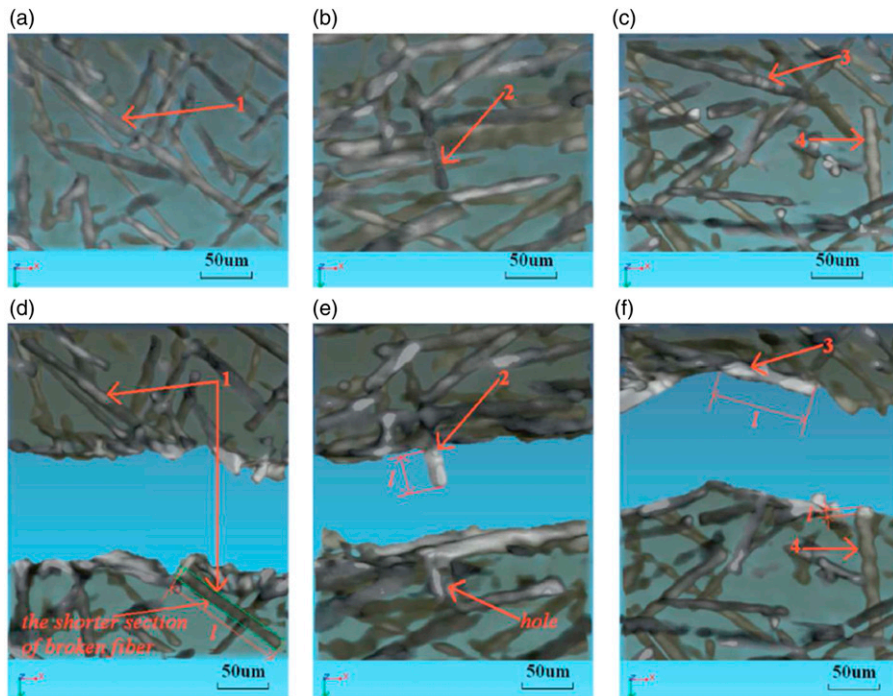 (a)
(b)
(c)
1
2
3
4
50um
50um
50um
(d)
(e)
(f)
1
2
3
l
l
l
4
the shorter section
of broken fiber
l
hole
50um
50um
50um